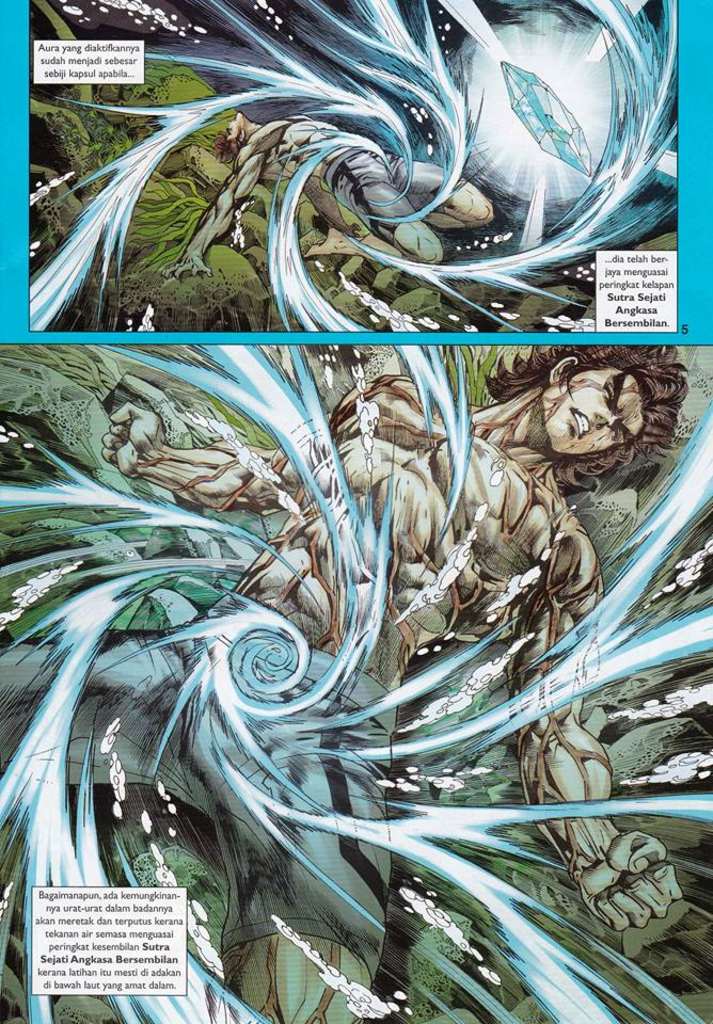 Aura yang diaktifkannya
sudah menjadi sebesar
sebiji kapsul apabila...
...dia telah ber-
jaya menguasai
peringkat kelapan
Sutra Sejati
Angkasa
Bersembilan.
5
Bagaimanapun, ada kemungkinan-
nya urat-urat dalam badannya
akan meretak dan terputus kerana
tekanan air semasa menguasai
peringkat kesembilan Sutra
Sejati Angkasa Bersembilan
kerana latihan itu mesti di adakan
di bawah laut yang amat dalam.